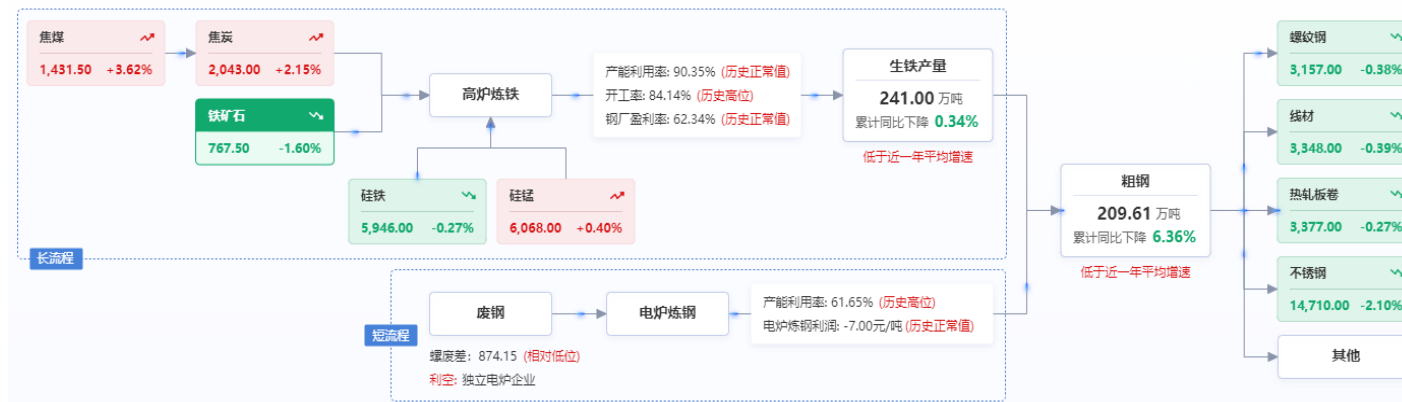 焦煤
1,431.50 +3.62%
焦炭
2,043.00 +2.15%
铁矿石
767.50 -1.60%
高炉炼铁
硅铁
5,946.00 -0.27%
硅锰
6,068.00 +0.40%
产能利用率: 90.35% (历史正常值)
开工率: 84.14% (历史高位)
钢厂盈利率: 62.34% (历史正常值)
生铁产量
241.00 万吨
累计同比下降 0.34%
低于近一年平均增速
长流程
废钢
螺废差: 874.15 (相对低位)
利空: 独立电炉企业
电炉炼钢
产能利用率: 61.65% (历史高位)
电炉炼钢利润: -7.00元/吨 (历史正常值)
短流程
粗钢
209.61 万吨
累计同比下降 6.36%
低于近一年平均增速
螺纹钢
3,157.00 -0.38%
线材
3,348.00 -0.39%
热轧板卷
3,377.00 -0.27%
不锈钢
14,710.00 -2.10%
其他